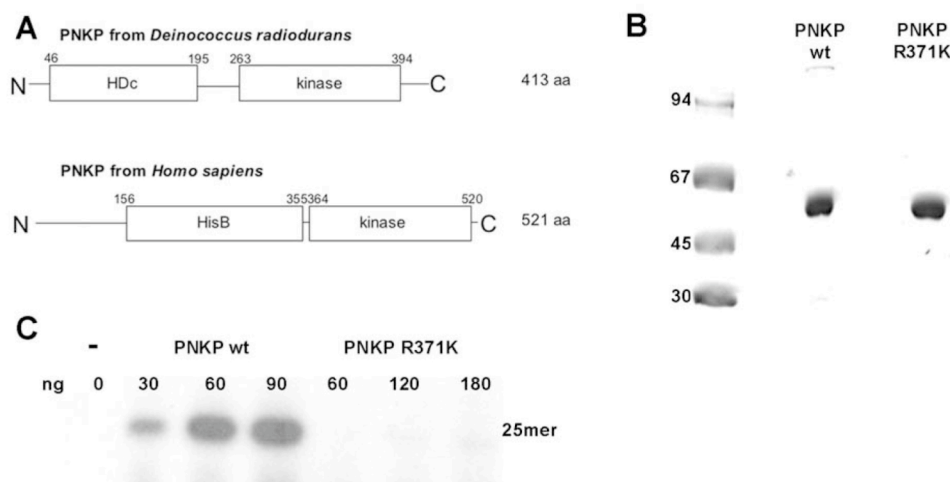 A
PNKP from Deinococcus radiodurans
46 195 263 394
N HDc kinase C 413 aa
PNKP from Homo sapiens
156 355 364 520
N HisB kinase C 521 aa
B
PNKP wt PNKP R371K
94
67
45
30
C
- PNKP wt PNKP R371K
ng 0 30 60 90 60 120 180
25mer